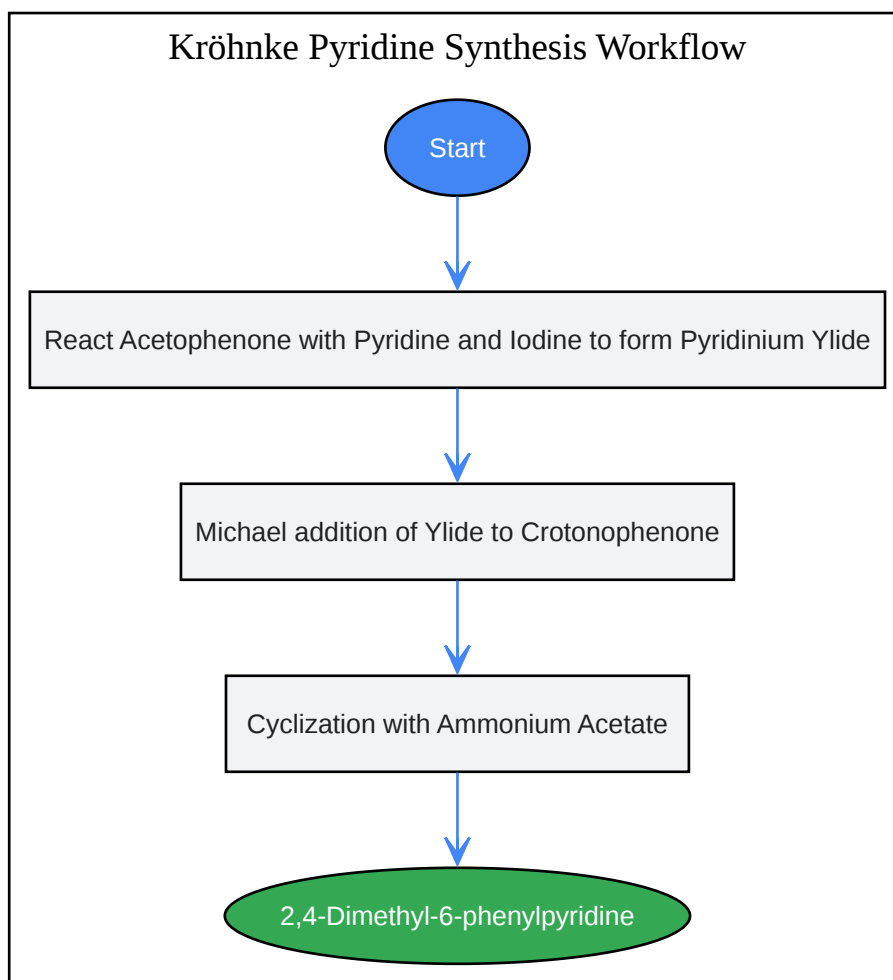 Kröhnke Pyridine Synthesis Workflow
Start
React Acetophenone with Pyridine and Iodine to form Pyridinium Ylide
Michael addition of Ylide to Crotonophenone
Cyclization with Ammonium Acetate
2,4-Dimethyl-6-phenylpyridine